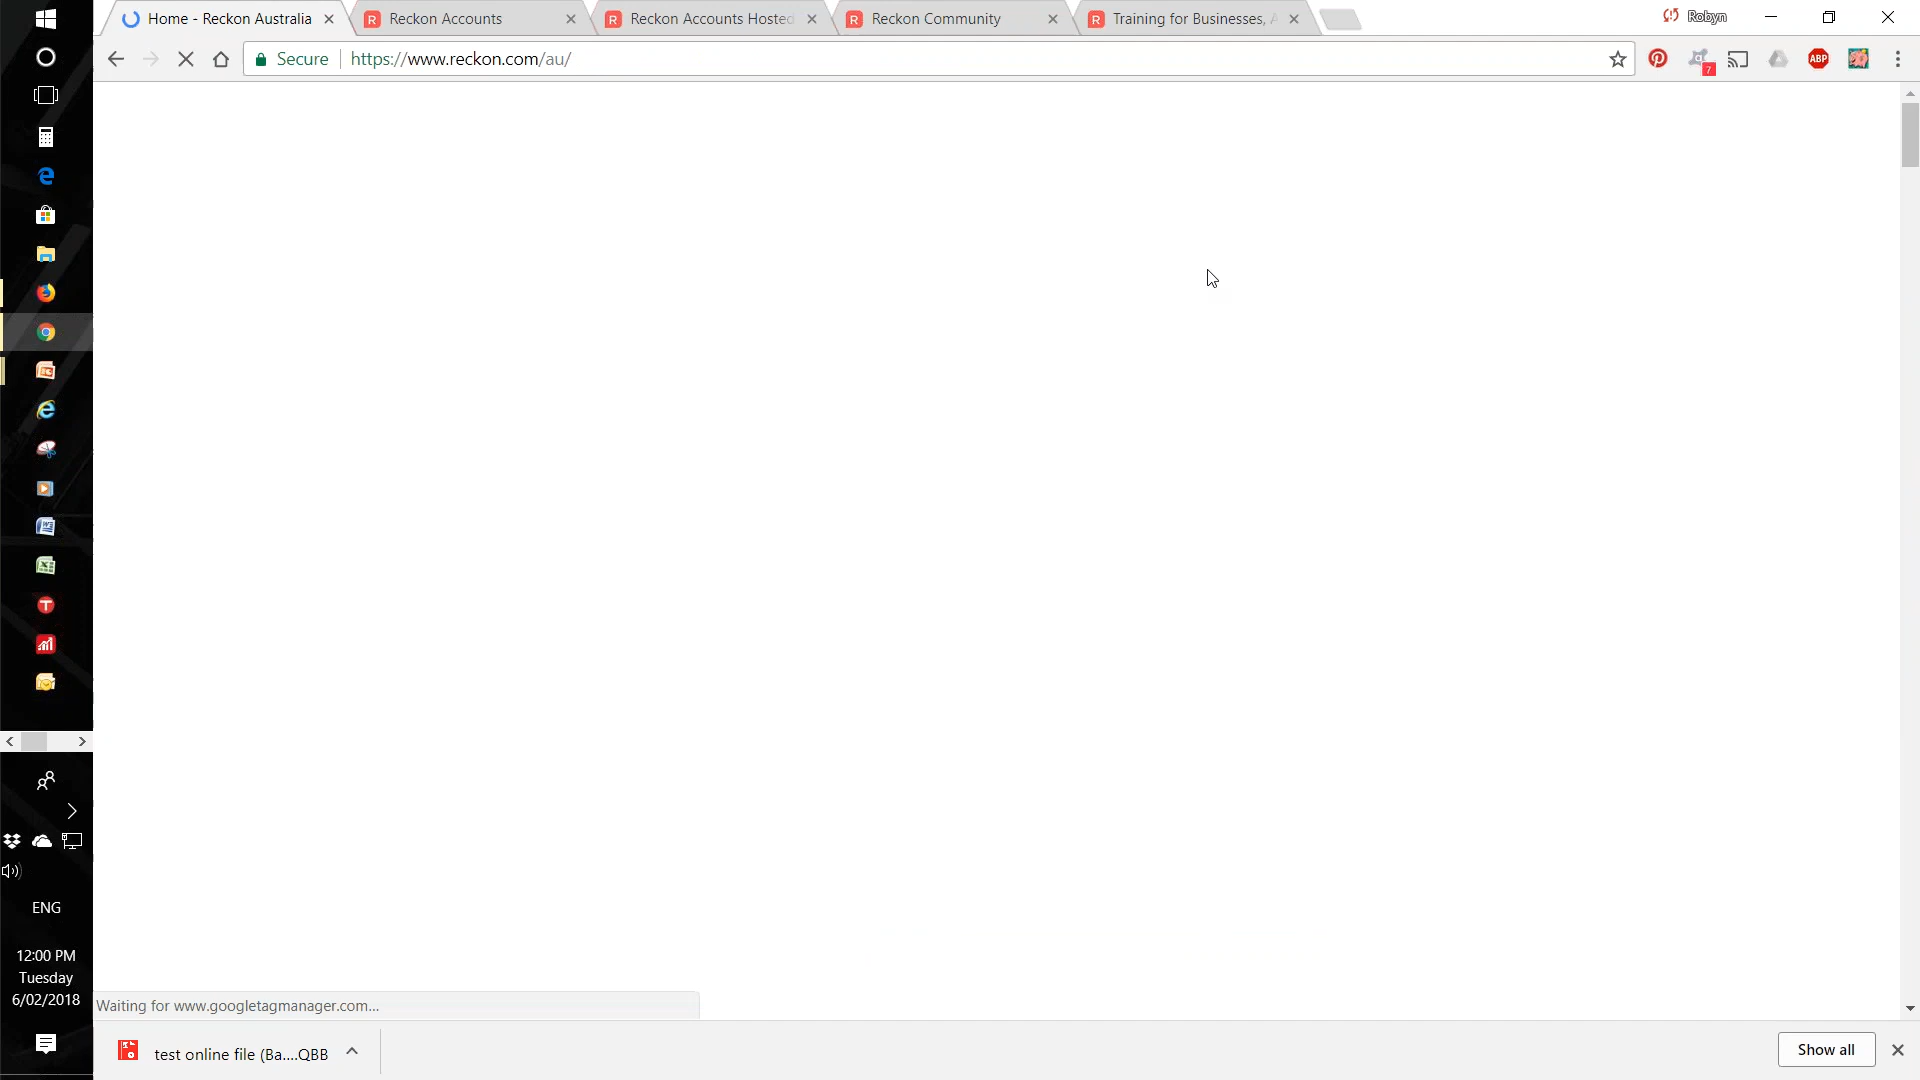 Home - Reckon Australia
Reckon Accounts
Reckon Accounts Hosted
Reckon Community
Training for Businesses, A
Robyn
Secure
https://www.reckon.com/au/
7
ABP
ENG
12:00 PM
Tuesday
6/02/2018
Waiting for www.googletagmanager.com...
test online file (Ba....QBB
Show all